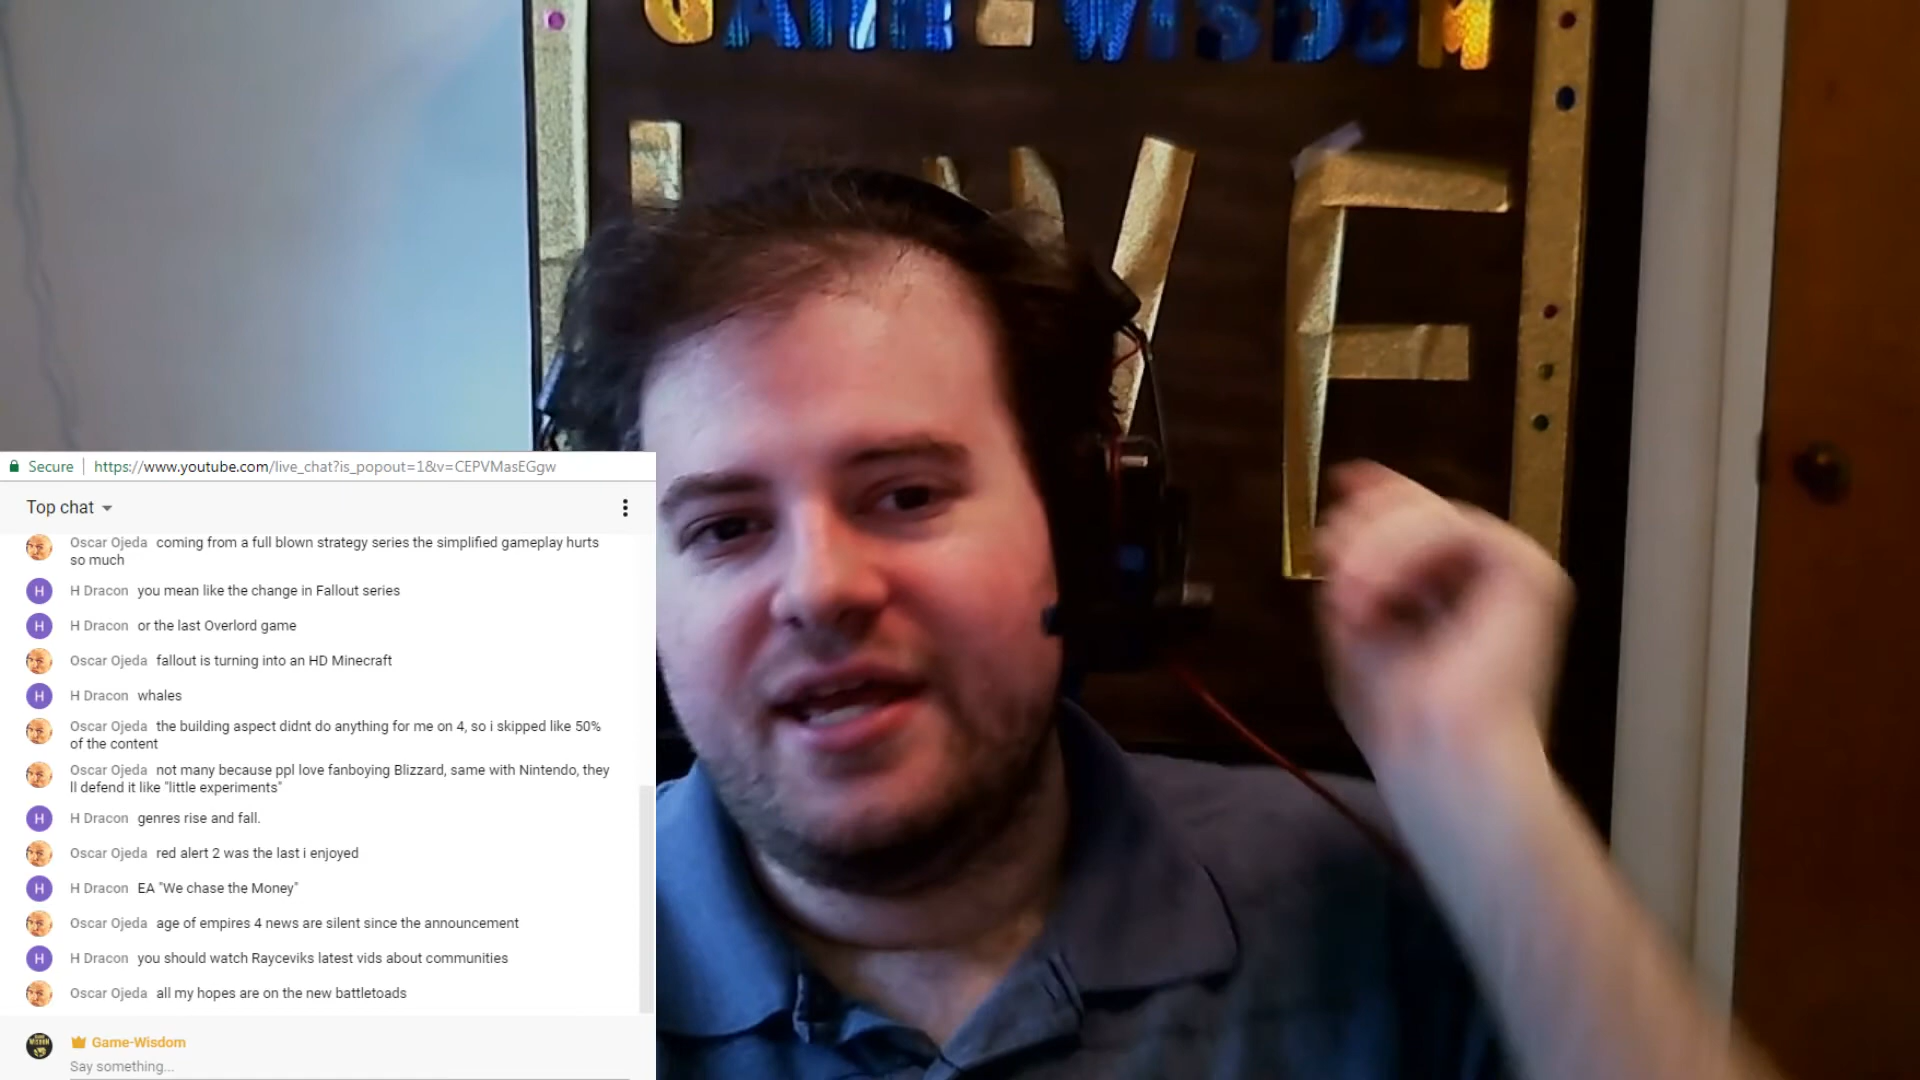 GAME-WISDOM
LIVE
Secure https://www.youtube.com/live_chat?is_popout=1&v=CEPVMasEGgw
Top chat
Oscar Ojeda coming from a full blown strategy series the simplified gameplay hurts
so much
H H Dracon you mean like the change in Fallout series
H H Dracon or the last Overlord game
Oscar Ojeda fallout is turning into an HD Minecraft
H H Dracon whales
Oscar Ojeda the building aspect didnt do anything for me on 4, so i skipped like 50%
of the content
Oscar Ojeda not many because ppl love fanboying Blizzard, same with Nintendo, they
ll defend it like "little experiments"
H H Dracon genres rise and fall.
Oscar Ojeda red alert 2 was the last i enjoyed
H H Dracon EA "We chase the Money"
Oscar Ojeda age of empires 4 news are silent since the announcement
H H Dracon you should watch Rayceviks latest vids about communities
Oscar Ojeda all my hopes are on the new battletoads
WISDOM Game-Wisdom
Say something...